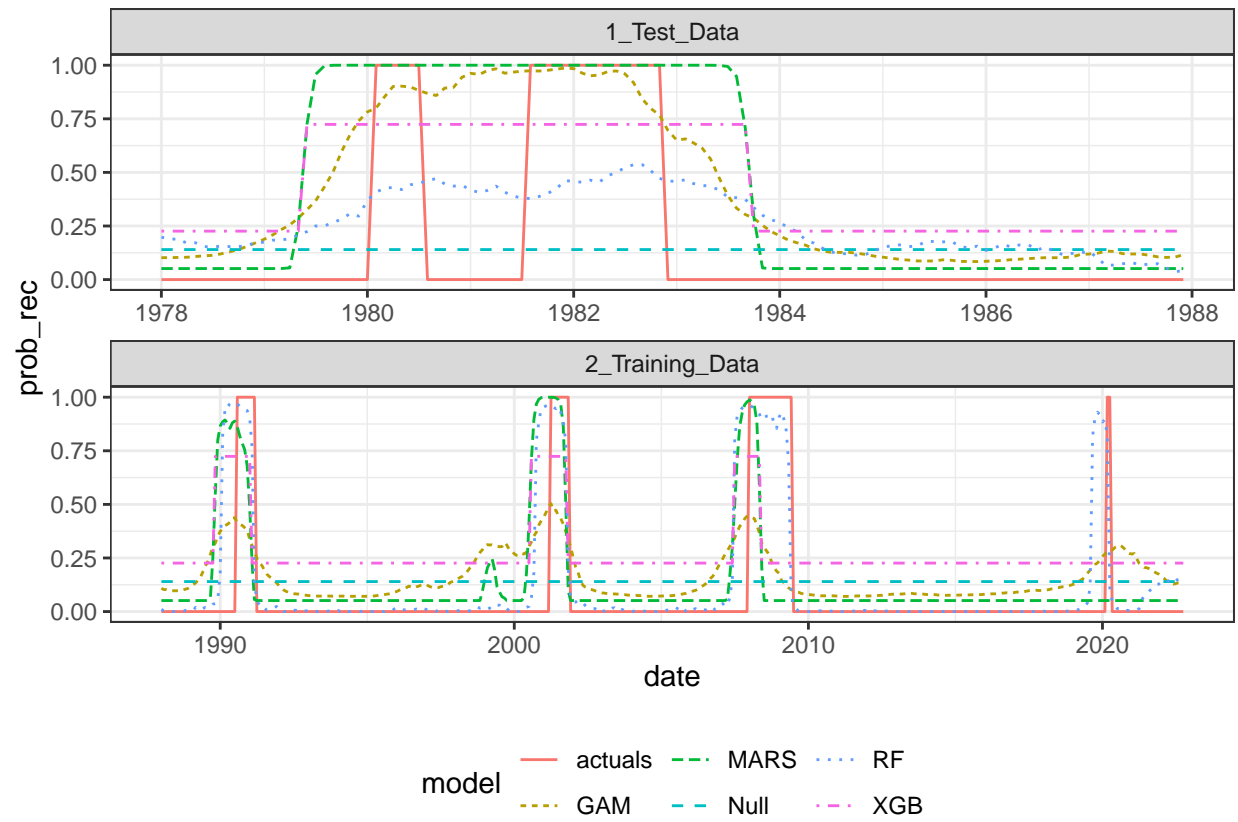 1_Test_Data
1.00
0.75
0.50
0.25
0.00
1978 1980 1982 1984 1986 1988
prob_rec
2_Training_Data
1.00
0.75
0.50
0.25
0.00
1990 2000 2010 2020
date
model
actuals MARS RF
GAM Null XGB